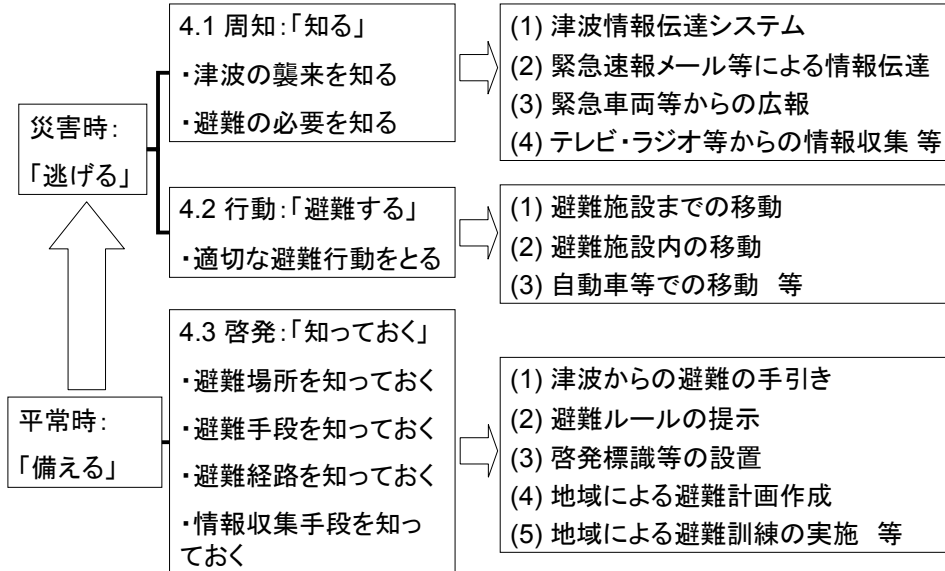 災害時：
「逃げる」
4.1 周知：「知る」
・津波の襲来を知る
・避難の必要を知る
(1) 津波情報伝達システム
(2) 緊急速報メール等による情報伝達
(3) 緊急車両等からの広報
(4) テレビ・ラジオ等からの情報収集 等
4.2 行動：「避難する」
・適切な避難行動をとる
(1) 避難施設までの移動
(2) 避難施設内の移動
(3) 自動車等での移動　等
平常時：
「備える」
4.3 啓発：「知っておく」
・避難場所を知っておく
・避難手段を知っておく
・避難経路を知っておく
・情報収集手段を知っ
ておく
(1) 津波からの避難の手引き
(2) 避難ルールの提示
(3) 啓発標識等の設置
(4) 地域による避難計画作成
(5) 地域による避難訓練の実施　等